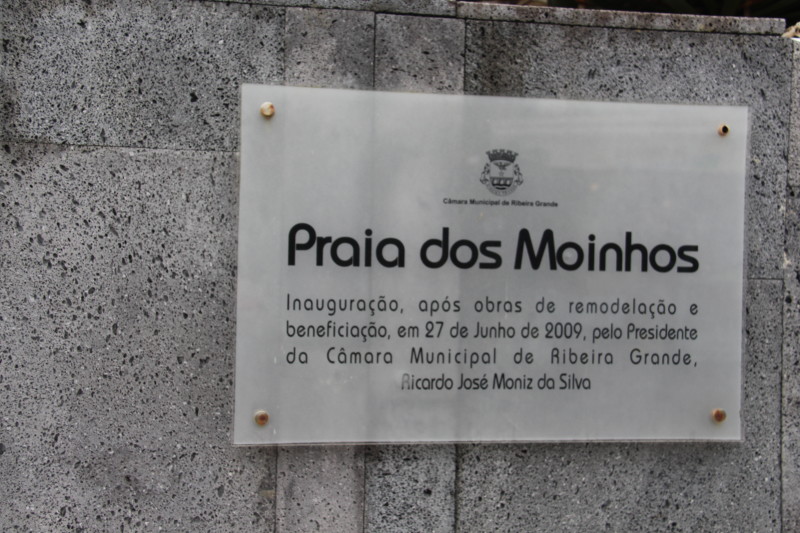 Câmara Municipal de Ribeira Grande
Praia dos Moinhos
Inauguração, após obras de remodelação e
beneficiação, em 27 de Junho de 2009, pelo Presidente
da Câmara Municipal de Ribeira Grande,
Ricardo José Moniz da Silva